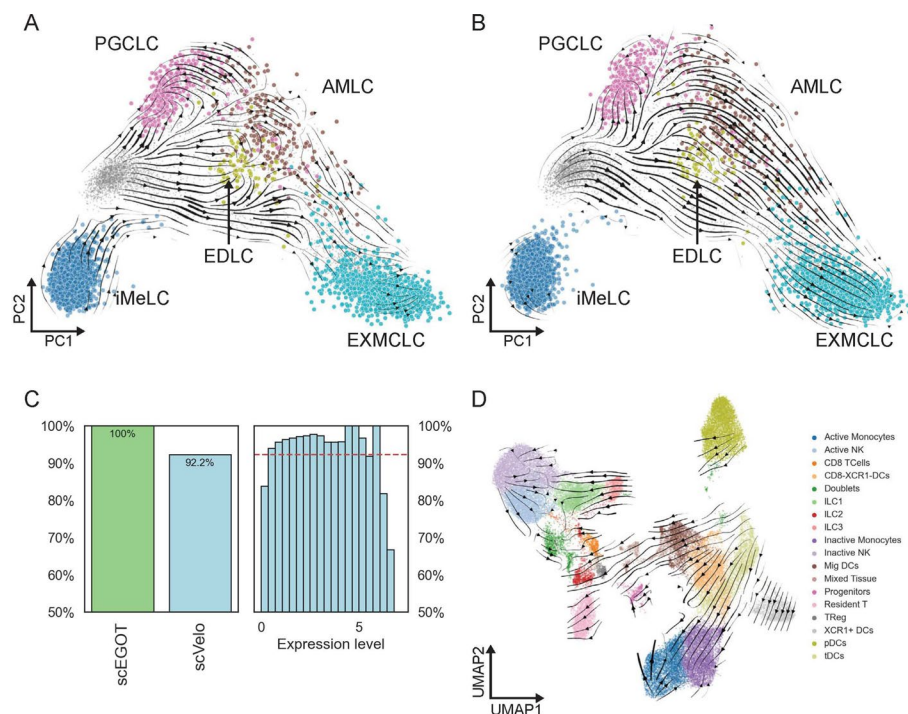 A
PGCLC
AMLC
EDLC
iMeLC
EXMCLC
PC2
PC1
B
PGCLC
AMLC
EDLC
iMeLC
EXMCLC
PC2
PC1
C
100%
90%
80%
70%
60%
50%
100%
92.2%
scEGOT
scVelo
100%
90%
80%
70%
60%
50%
0
5
Expression level
D
Active Monocytes
Active NK
CD8 TCells
CD8-XCR1-DCs
Doublets
ILC1
ILC2
ILC3
Inactive Monocytes
Inactive NK
Mig DCs
Mixed Tissue
Progenitors
Resident T
TReg
XCR1+ DCs
pDCs
tDCs
UMAP2
UMAP1